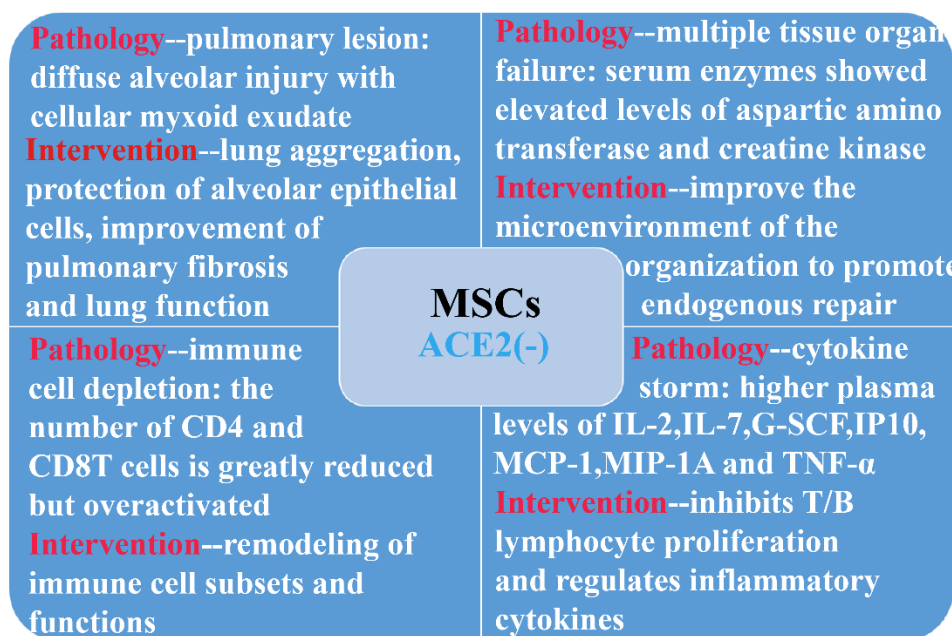 Pathology--pulmonary lesion:
diffuse alveolar injury with
cellular myxoid exudate
Intervention--lung aggregation,
protection of alveolar epithelial
cells, improvement of
pulmonary fibrosis
and lung function
Pathology--multiple tissue organ
failure: serum enzymes showed
elevated levels of aspartic amino
transferase and creatine kinase
Intervention--improve the
microenvironment of the
organization to promote
endogenous repair
MSCs
ACE2(-)
Pathology--immune
cell depletion: the
number of CD4 and
CD8T cells is greatly reduced
but overactivated
Intervention--remodeling of
immune cell subsets and
functions
Pathology--cytokine
storm: higher plasma
levels of IL-2,IL-7,G-SCF,IP10,
MCP-1,MIP-1A and TNF-α
Intervention--inhibits T/B
lymphocyte proliferation
and regulates inflammatory
cytokines